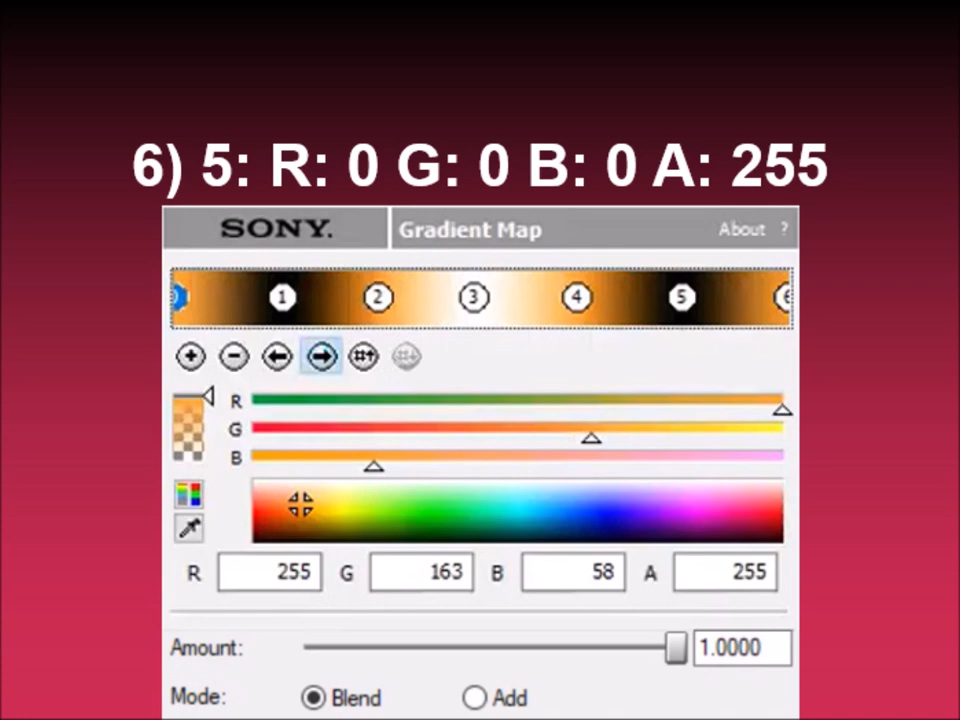 6) 5: R: 0 G: 0 B: 0 A: 255
SONY. Gradient Map About ?
1 2 3 4 5 6
R
G
B
R 255 G 163 B 58 A 255
Amount: 1.0000
Mode: Blend Add